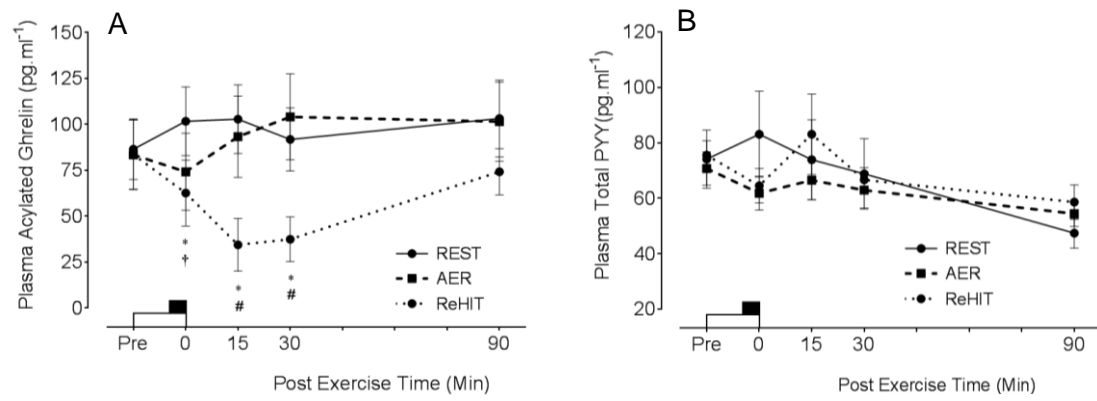 A
Plasma Acylated Ghrelin (pg.ml-1)
150
125
100
75
50
25
0
*
†
*
#
*
#
REST
AER
ReHIT
Pre 0 15 30 90
Post Exercise Time (Min)
B
Plasma Total PYY(pg.ml-1)
120
100
80
60
40
20
REST
AER
ReHIT
Pre 0 15 30 90
Post Exercise Time (Min)